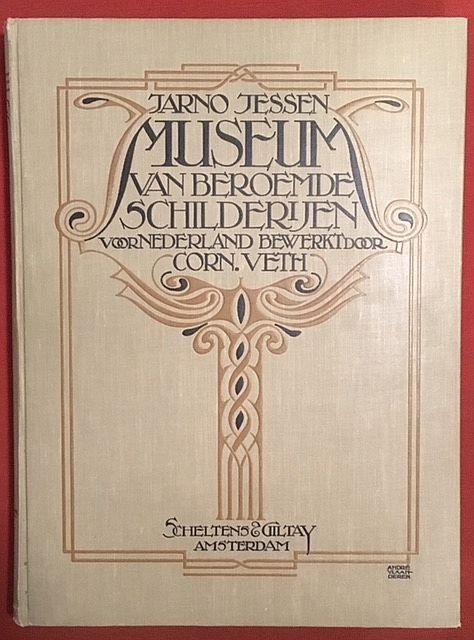 JARNO JESSEN
MUSEUM
VAN BEROEMDE
SCHILDERIJEN
VOOR NEDERLAND BEWERKT DOOR
CORN. VETH
SCHELTENS & GILTAY
AMSTERDAM
ANDRÉ
VLAAN-
DEREN